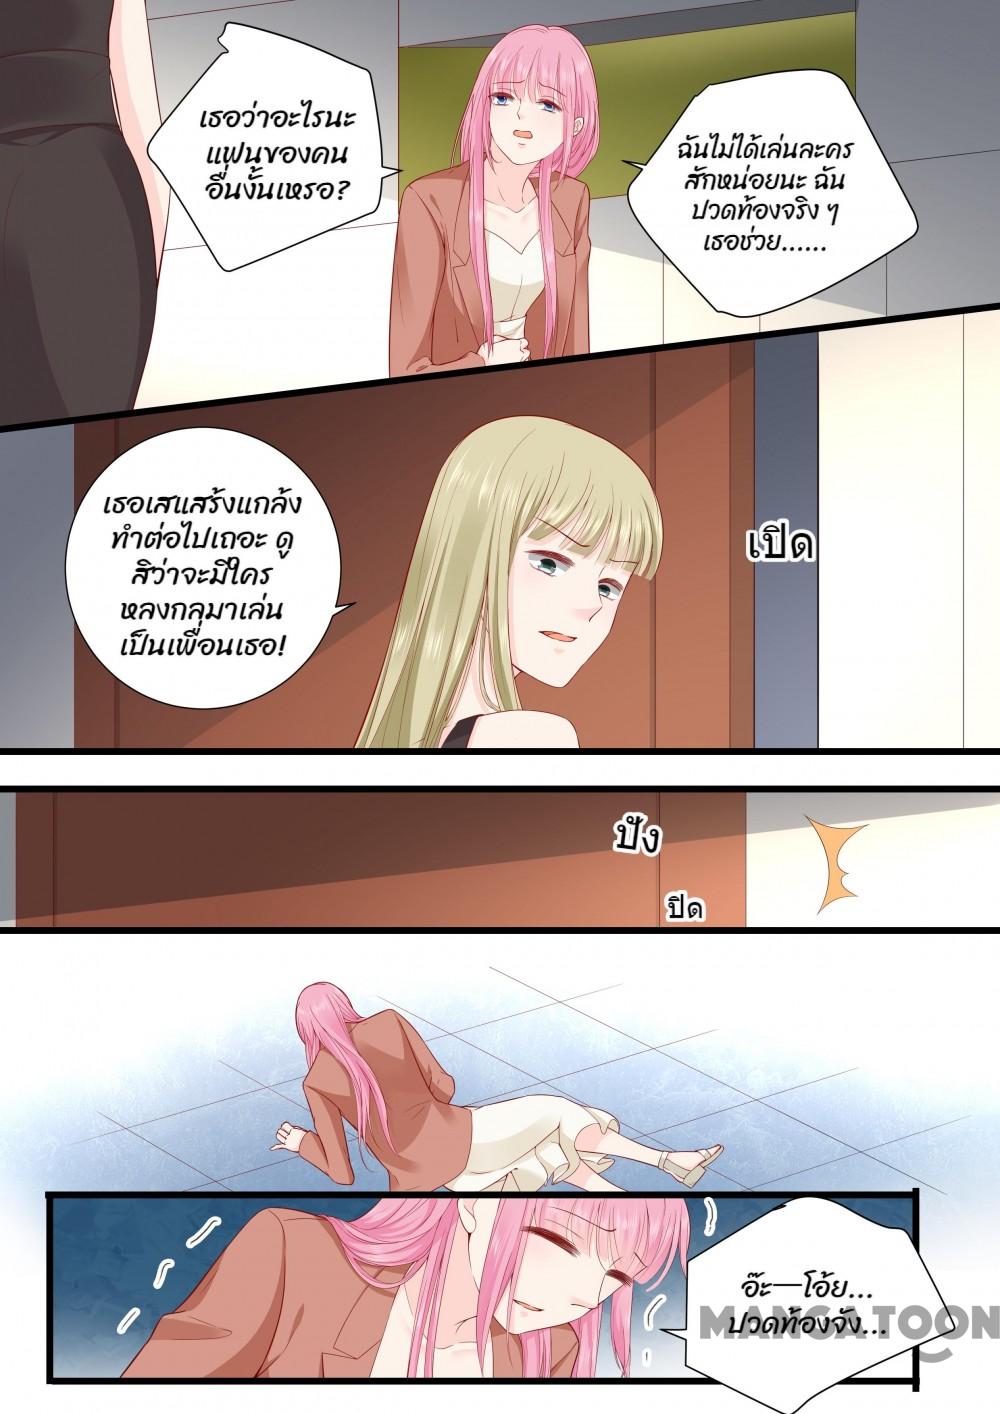 เธอว่าอะไรนะ
แฟนของคน
อื่นงั้นเหรอ?
ฉันไม่ได้เล่นละคร
สักหน่อยนะ ฉัน
ปวดท้องจริง ๆ
เธอช่วย......
เธอเสแสร้งแกล้ง
ทำต่อไปเถอะ ดู
สิว่าจะมีใคร
หลงกลมาเล่น
เป็นเพื่อนเธอ!
เปิด
ปัง
ปิด
อ๊ะ—โอ้ย...
ปวดท้องจัง...
MANGATOON